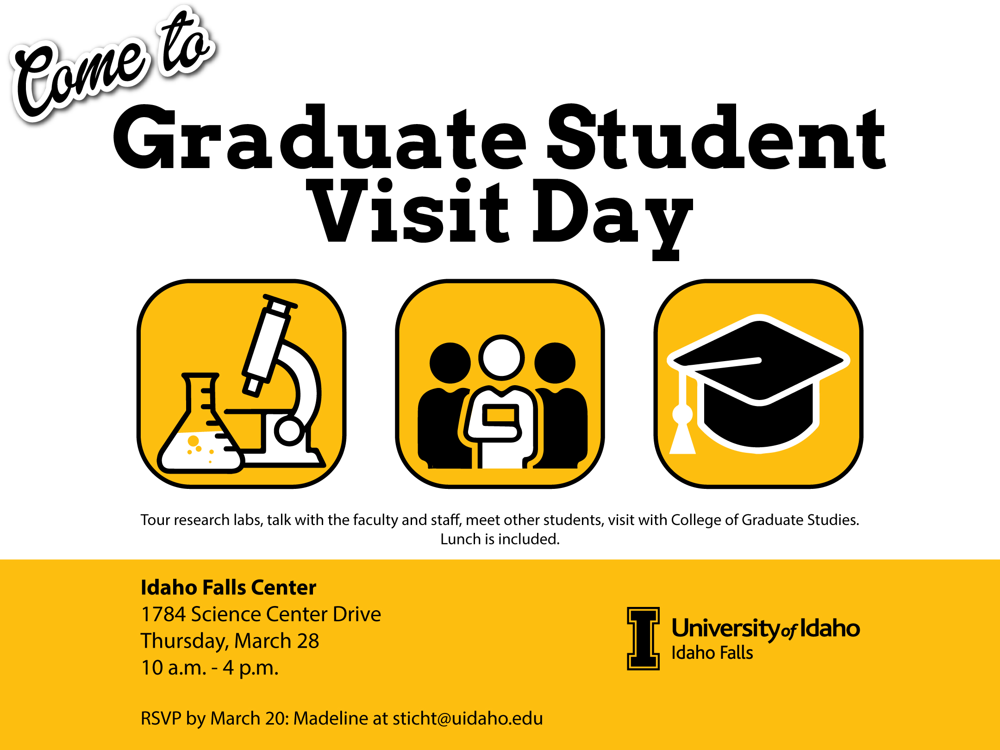 Come to
Graduate Student
Visit Day
Tour research labs, talk with the faculty and staff, meet other students, visit with College of Graduate Studies.
Lunch is included.
Idaho Falls Center
1784 Science Center Drive
Thursday, March 28
10 a.m. - 4 p.m.
RSVP by March 20: Madeline at sticht@uidaho.edu
I
University of Idaho
Idaho Falls